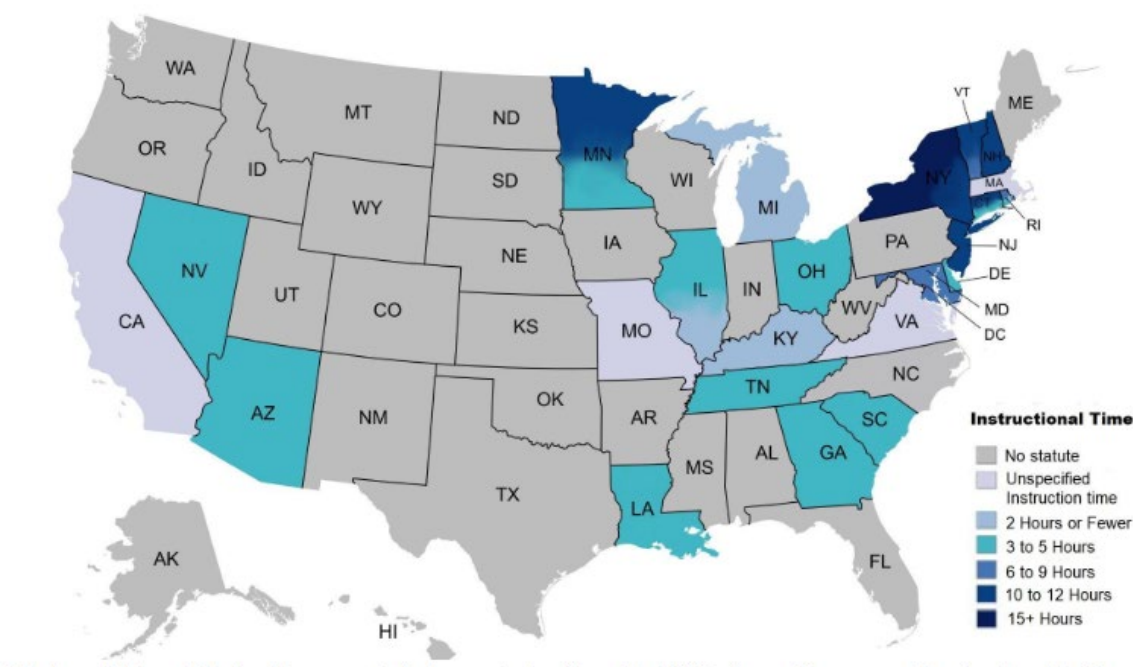 WA
MT
ND
MN
VT
ME
OR
ID
SD
WI
NH
NY
MA
WY
MI
CT
RI
IA
PA
NJ
NE
NV
OH
DE
UT
IL
IN
CO
WV
MD
CA
KS
MO
KY
VA
DC
AZ
NM
OK
TN
NC
AR
SC
MS
AL
GA
TX
LA
AK
FL
HI
Instructional Time
No statute
Unspecified
Instruction time
2 Hours or Fewer
3 to 5 Hours
6 to 9 Hours
10 to 12 Hours
15+ Hours